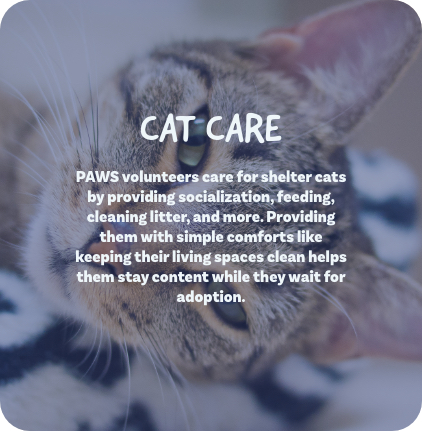 CAT CARE
PAWS volunteers care for shelter cats
by providing socialization, feeding,
cleaning litter, and more. Providing
them with simple comforts like
keeping their living spaces clean helps
them stay content while they wait for
adoption.